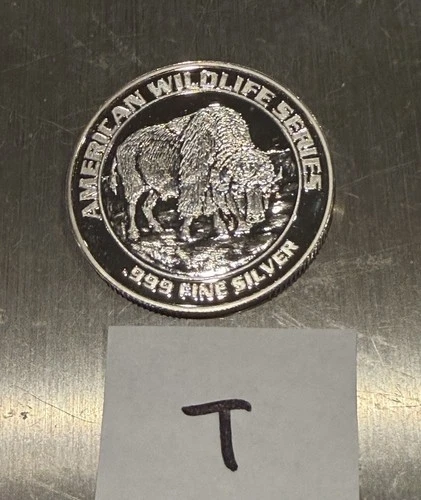 AMERICAN WILDLIFE SERIES
.999 FINE SILVER
T